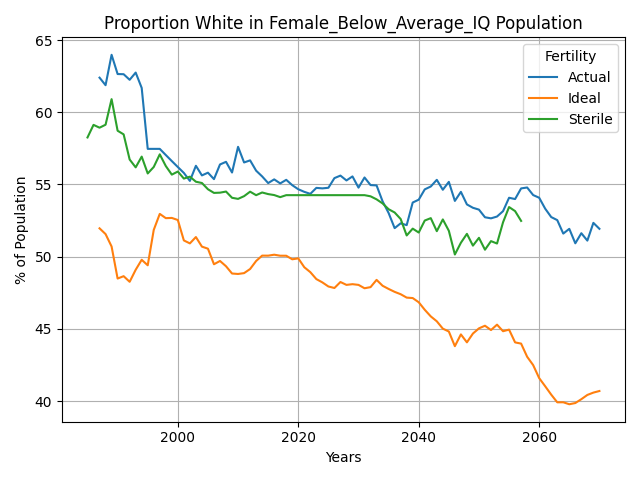 Proportion White in Female_Below_Average_IQ Population
% of Population
65
60
55
50
45
40
Fertility
Actual
Ideal
Sterile
2000
2020
2040
2060
Years